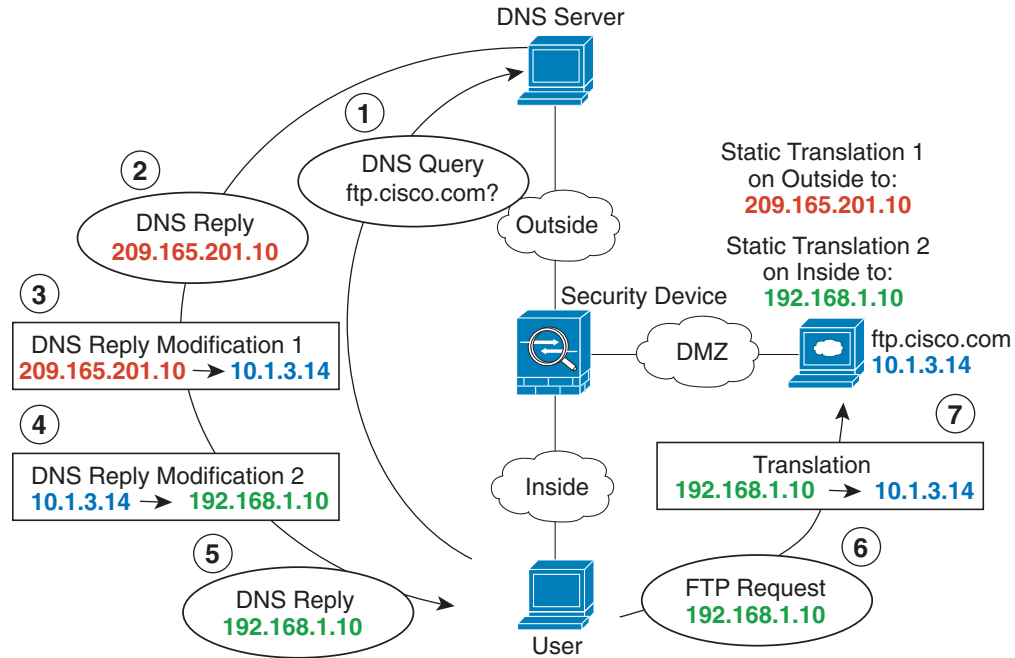 DNS Server
1
DNS Query
ftp.cisco.com?
2
DNS Reply
209.165.201.10
Outside
Static Translation 1
on Outside to:
209.165.201.10
Static Translation 2
on Inside to:
192.168.1.10
3
DNS Reply Modification 1
209.165.201.10 → 10.1.3.14
Security Device
DMZ
ftp.cisco.com
10.1.3.14
4
DNS Reply Modification 2
10.1.3.14 → 192.168.1.10
Inside
7
Translation
192.168.1.10 → 10.1.3.14
5
DNS Reply
192.168.1.10
User
6
FTP Request
192.168.1.10